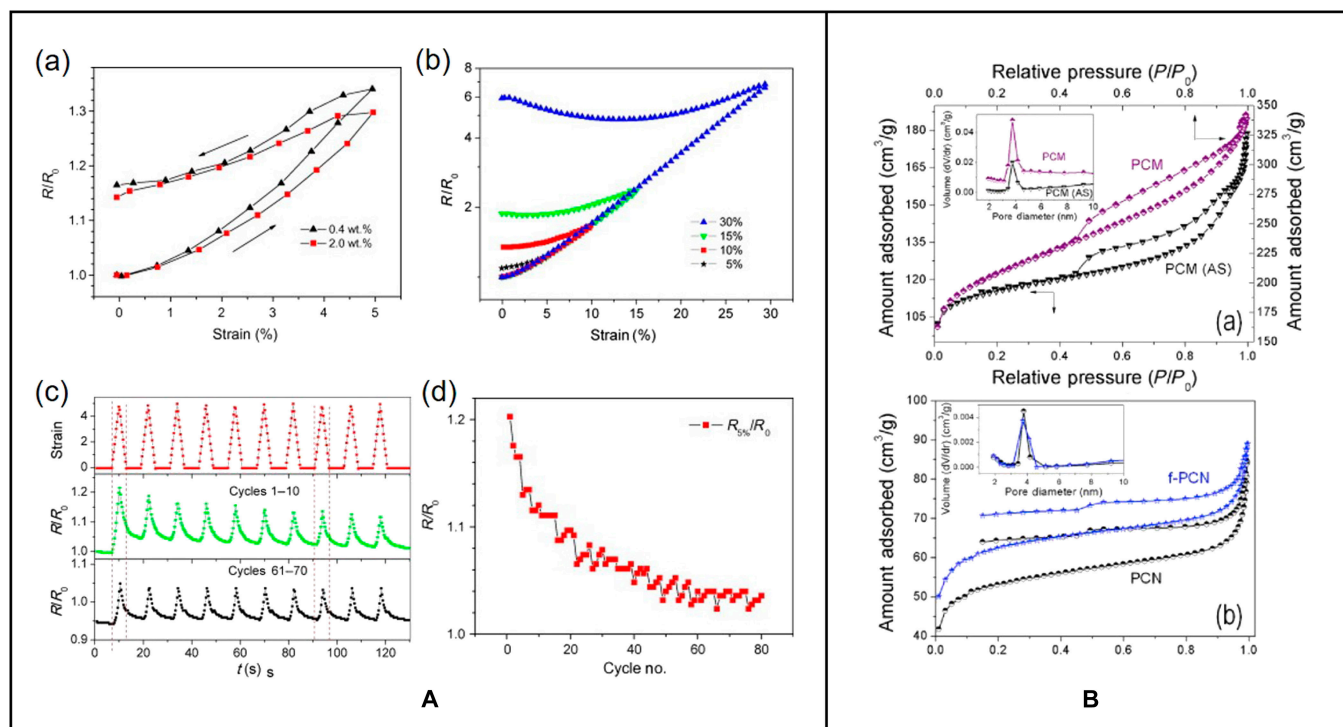 (a)
R/R0
1.3
1.2
1.1
1.0
0.4 wt.%
2.0 wt.%
0 1 2 3 4 5
Strain (%)
(b)
R/R0
8
6
4
2
30%
15%
10%
5%
0 5 10 15 20 25 30
Strain (%)
(c)
Strain
4
2
0
Cycles 1–10
R/R0
1.2
1.1
1.0
Cycles 61–70
R/R0
1.1
1.0
0.9
0 20 40 60 80 100 120
t (s) s
(d)
R/R0
1.2
1.1
1.0
R5%/R0
0 10 20 30 40 50 60 70 80
Cycle no.
A
Relative pressure (P/P0)
0.0 0.2 0.4 0.6 0.8 1.0
Amount adsorbed (cm3/g)
180
165
150
135
120
105
Amount adsorbed (cm3/g)
350
325
300
275
250
225
200
175
150
Volume (dV/dr) (cm3/g)
0.04
0.02
0.00
PCM
PCM (AS)
2 4 6 8 10
Pore diameter (nm)
PCM
PCM (AS)
(a)
0.0 0.2 0.4 0.6 0.8 1.0
Relative pressure (P/P0)
Amount adsorbed (cm3/g)
100
90
80
70
60
50
40
Volume (dV/dr) (cm3/g)
0.004
0.002
0.000
2 4 6 8 10
Pore diameter (nm)
f-PCN
PCN
(b)
0.0 0.2 0.4 0.6 0.8 1.0
B